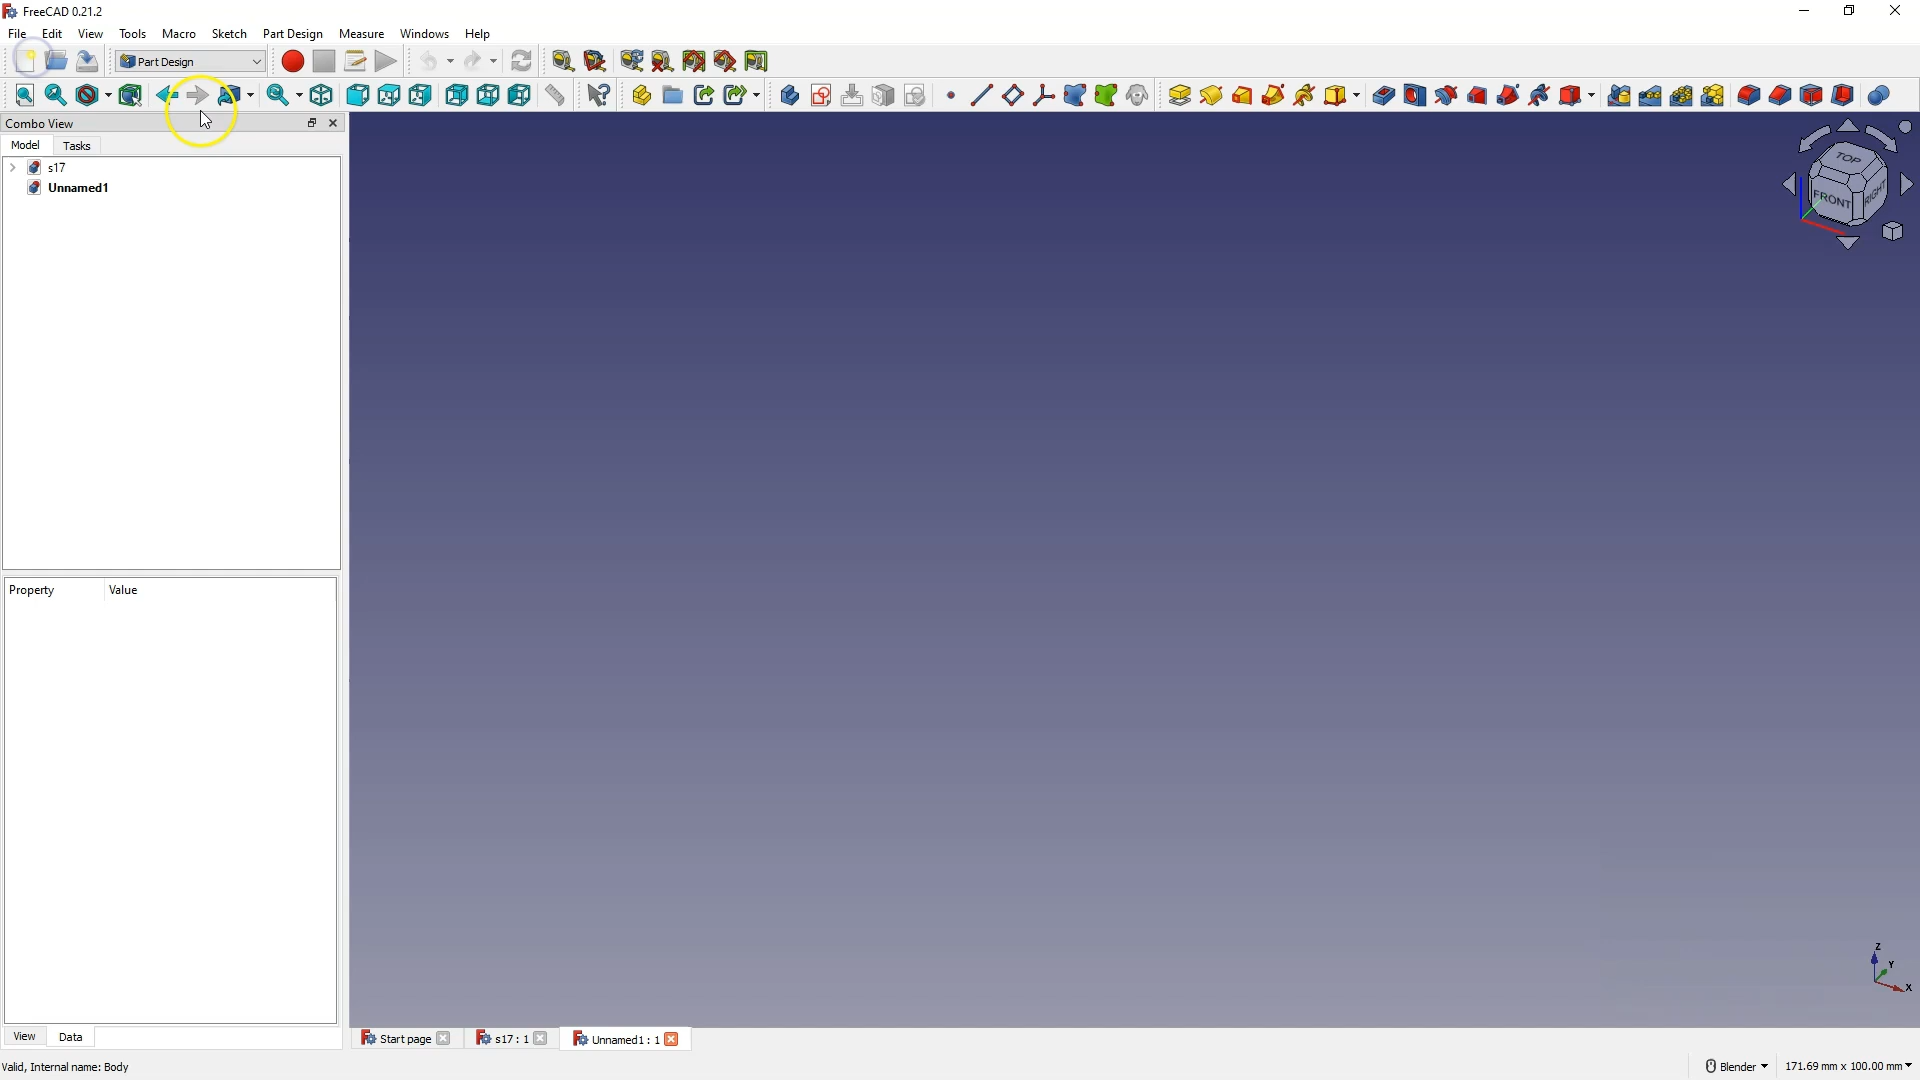 FreeCAD 0.21.2
File Edit View Tools Macro Sketch Part Design Measure Windows Help
Part Design
Combo View
Model Tasks
s17
Unnamed1
TOP
FRONT RIGHT
Property Value
Z
Y
X
View Data
Start page s17 : 1 Unnamed1 : 1
Valid, Internal name: Body
Blender 171.69 mm x 100.00 mm